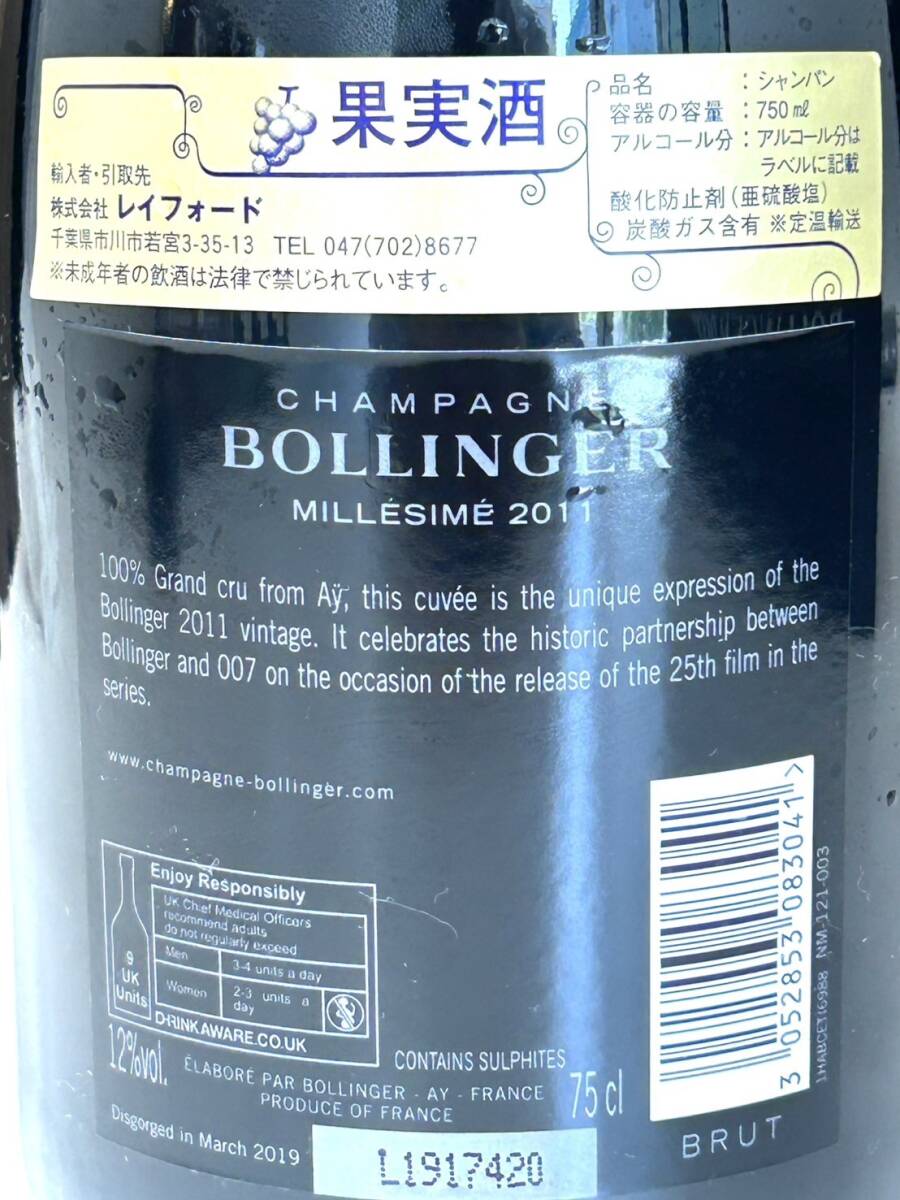 果実酒
輸入者・引取先
株式会社 レイフォード
千葉県市川市若宮3-35-13 TEL 047(702)8677
※未成年者の飲酒は法律で禁じられています。
品名 : シャンパン
容器の容量 : 750㎖
アルコール分 : アルコール分は
ラベルに記載
酸化防止剤(亜硫酸塩)
炭酸ガス含有 ※定温輸送
CHAMPAGNE
BOLLINGER
MILLÉSIMÉ 2011
100% Grand cru from Aÿ, this cuvée is the unique expression of the
Bollinger 2011 vintage. It celebrates the historic partnership between
Bollinger and 007 on the occasion of the release of the 25th film in the
series.
www.champagne-bollinger.com
Enjoy Responsibly
UK Chief Medical Officers
recommend adults
do not regularly exceed
Men 3-4 units a day
Women 2-3 units a
day
9
UK
Units
DRINKAWARE.CO.UK
12%vol.
CONTAINS SULPHITES
ÉLABORÉ PAR BOLLINGER - AY - FRANCE
PRODUCE OF FRANCE
75 cl
Disgorged in March 2019
L1917420
BRUT
3 052853 083041 >
NM-121-003